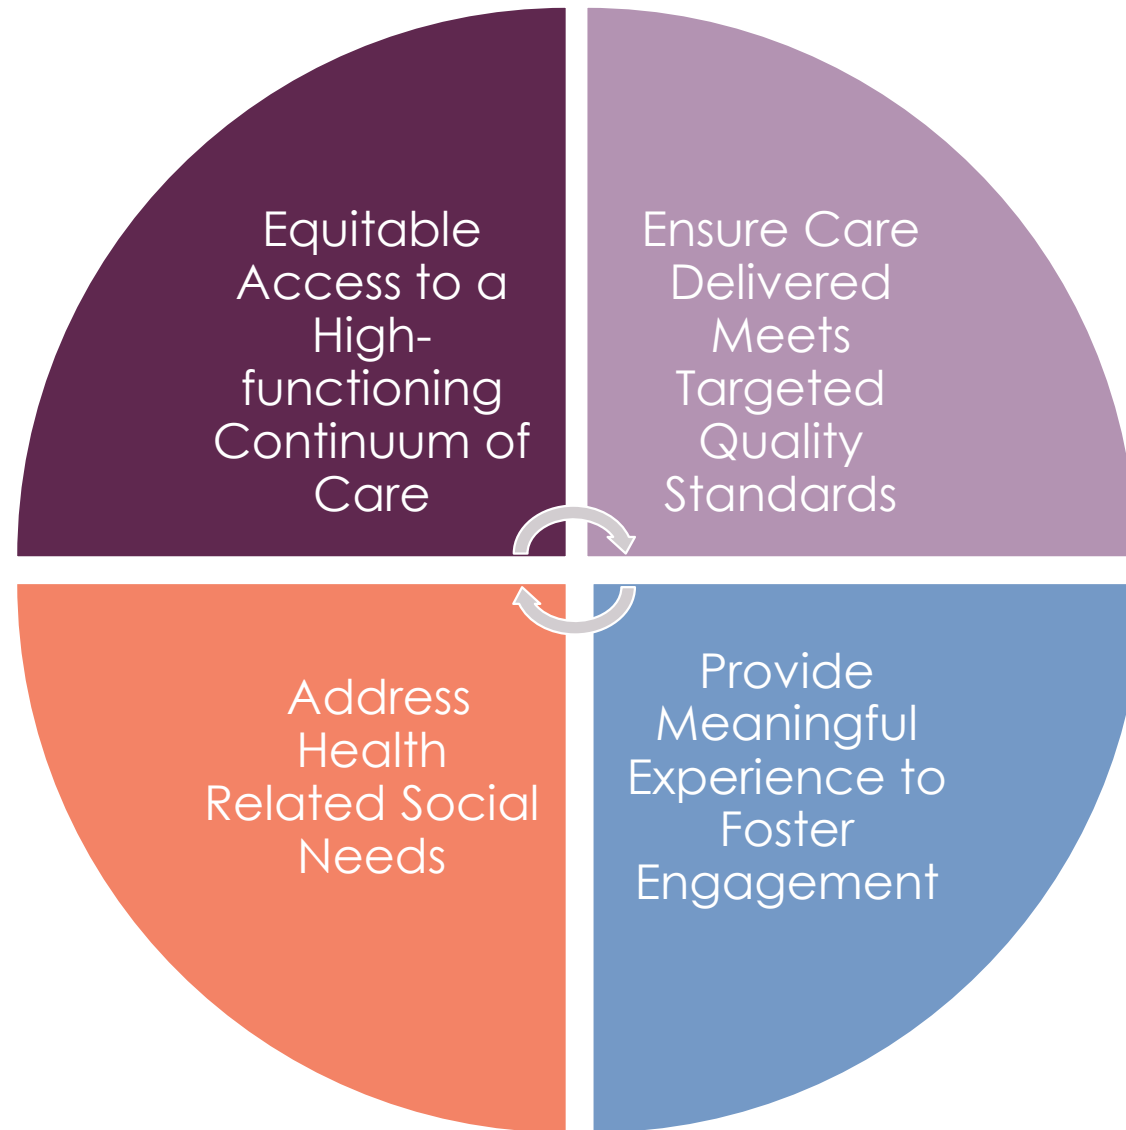 Equitable
Access to a
High-
functioning
Continuum of
Care
Ensure Care
Delivered
Meets
Targeted
Quality
Standards
Address
Health
Related Social
Needs
Provide
Meaningful
Experience to
Foster
Engagement